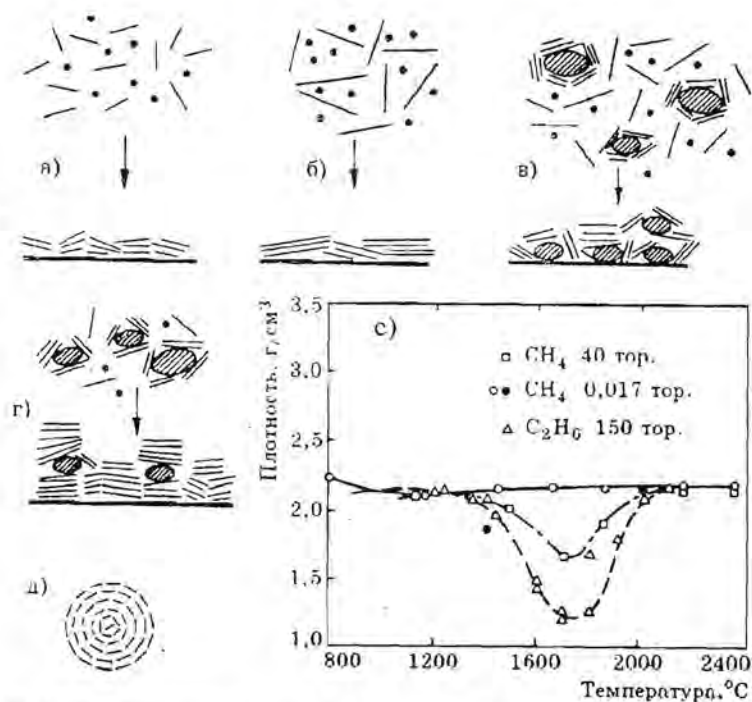 а)
б)
в)
г)
д)
с)
Плотность, г/см³
3,5
3.0
2,5
2.0
1,5
1,0
□ CH₄ 40 тор.
○● CH₄ 0,017 тор.
△ C₂H₆ 150 тор.
800 1200 1600 2000 2400
Температура.°C